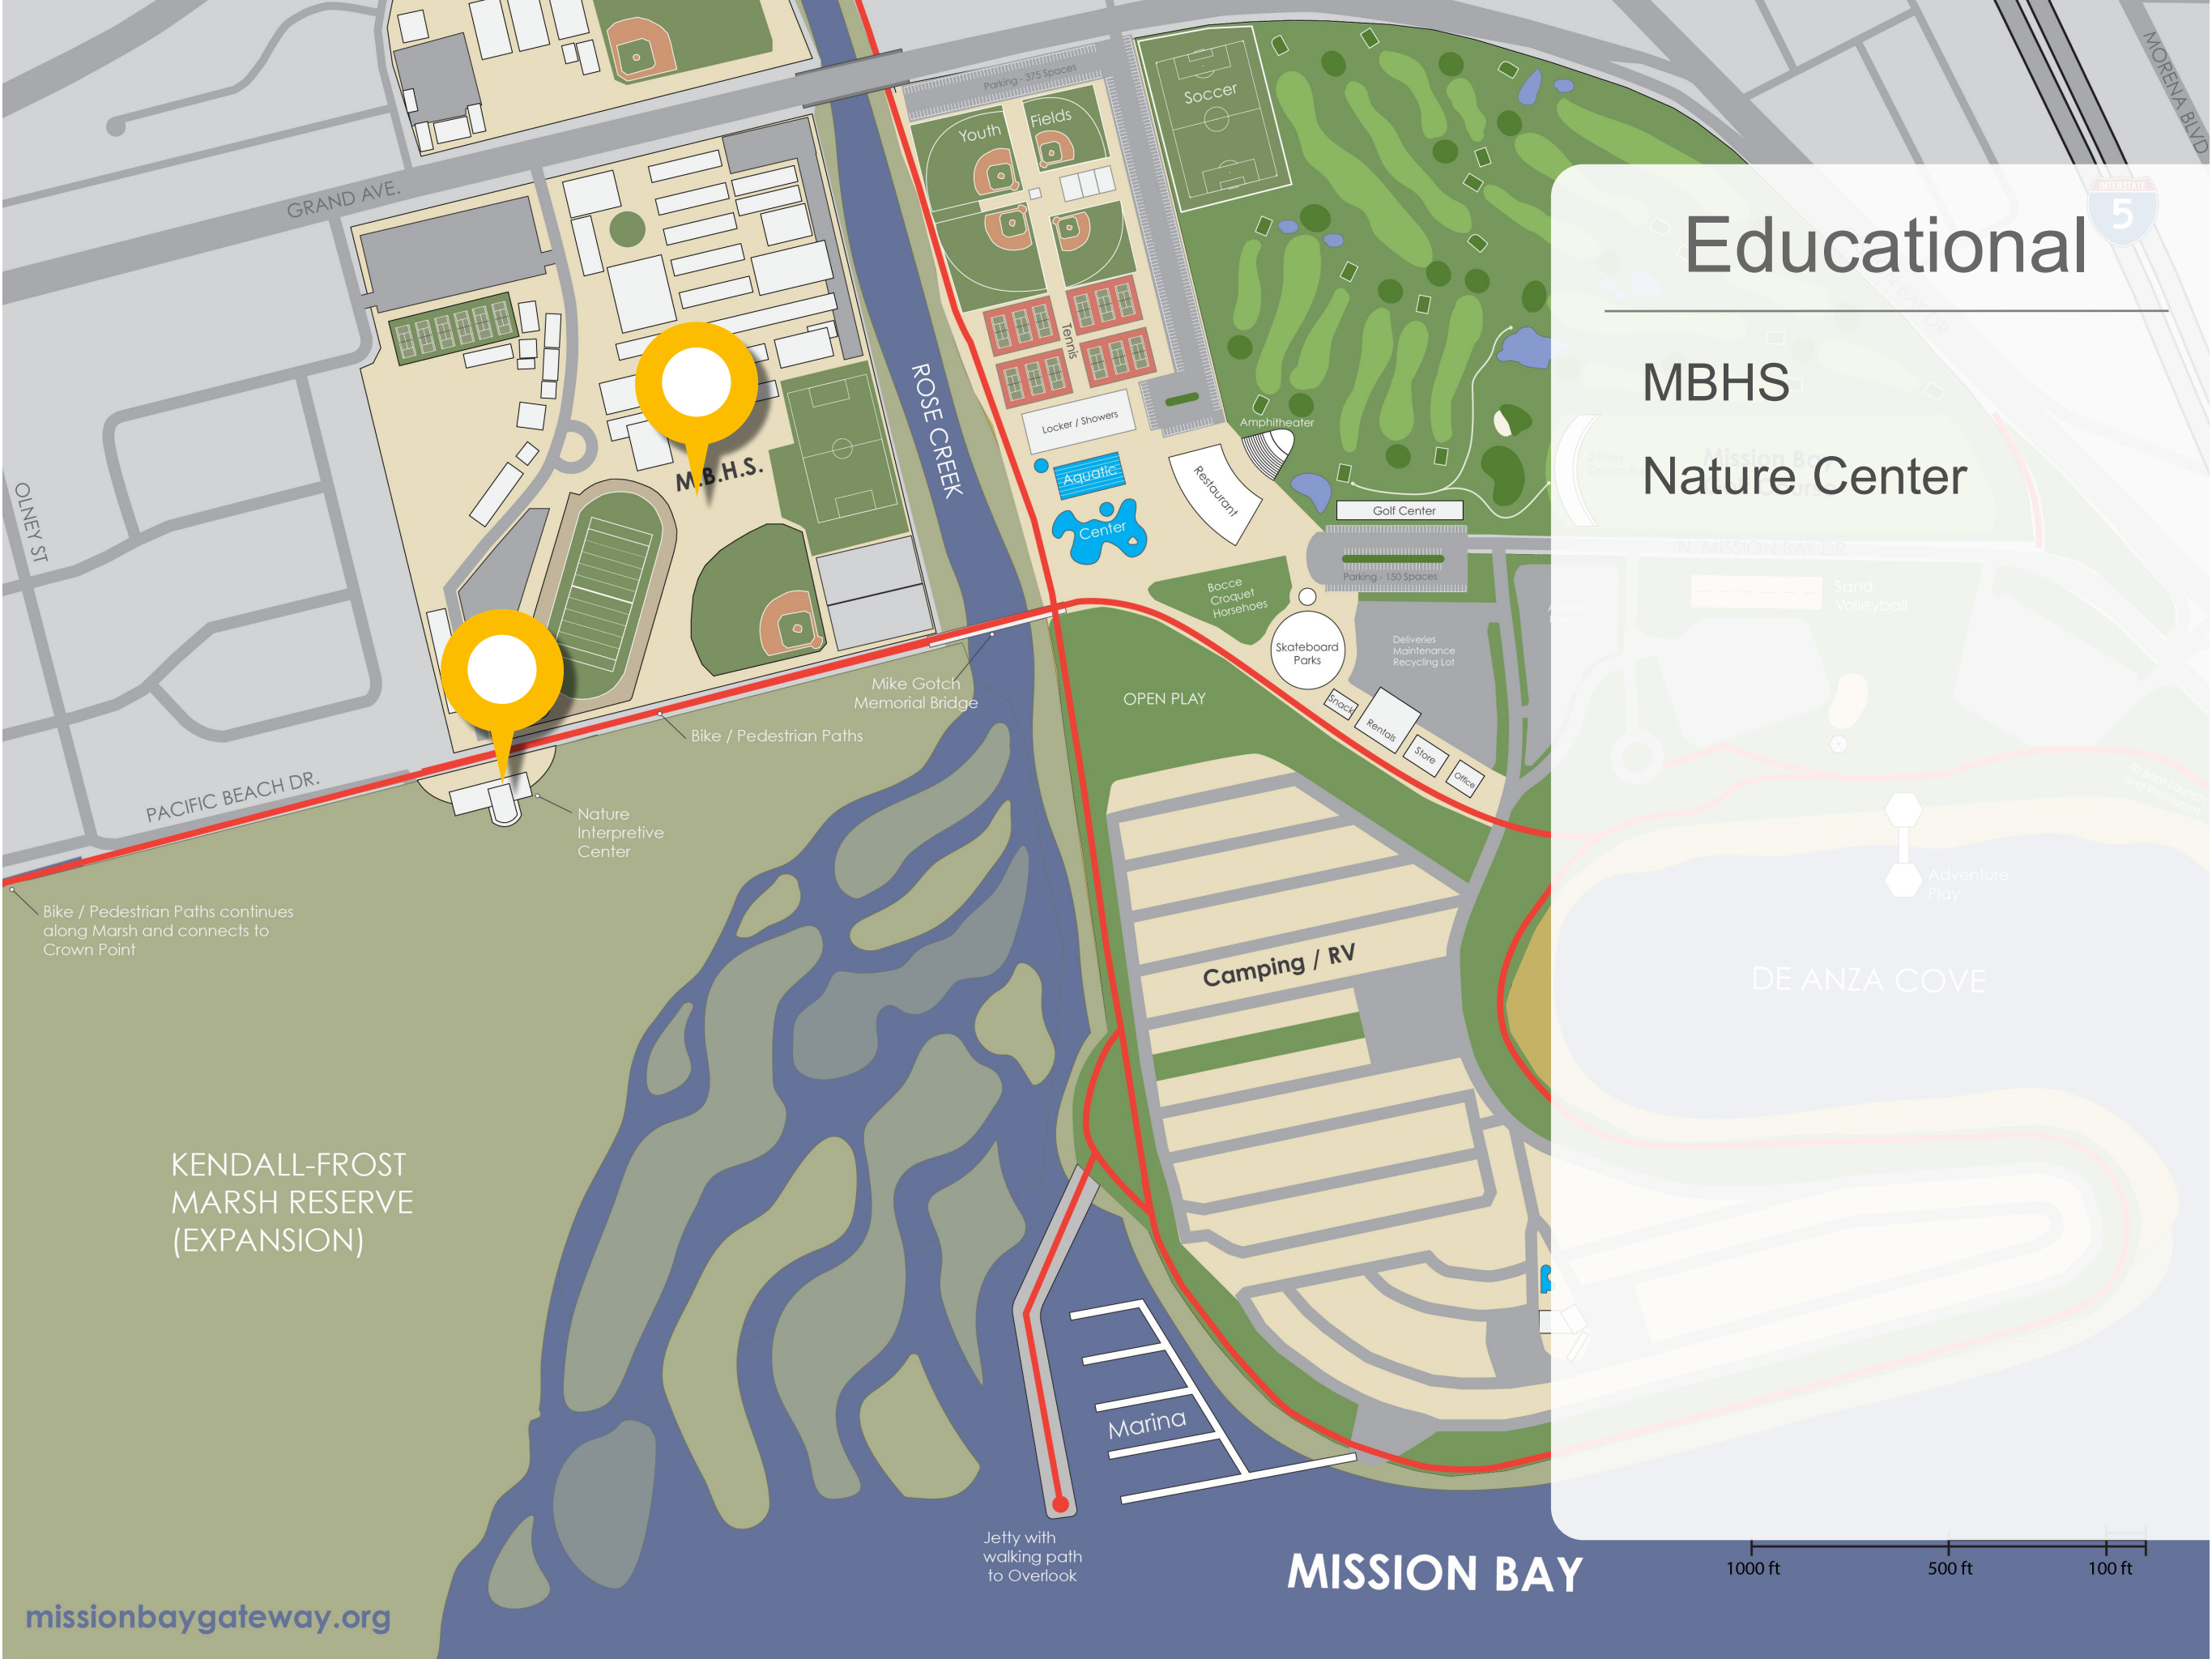 MORENA BLVD
Parking - 375 Spaces
Soccer
Youth
Fields
GRAND AVE.
INTERSTATE
5
Educational
MBHS
Nature Center
Tennis
ROSE CREEK
Locker / Showers
Amphitheater
Aquatic
Center
Restaurant
M.B.H.S.
OLNEY ST
Golf Center
Parking - 150 Spaces
N. MISSION BAY DR
Sand
Volleyball
Bocce
Croquet
Horsehoes
Skateboard
Parks
Deliveries
Maintenance
Recycling Lot
Mike Gotch
Memorial Bridge
OPEN PLAY
Snack
Rentals
Store
Office
Bike / Pedestrian Paths
PACIFIC BEACH DR.
Nature
Interpretive
Center
Adventure
Play
Bike / Pedestrian Paths continues
along Marsh and connects to
Crown Point
Camping / RV
DE ANZA COVE
KENDALL-FROST
MARSH RESERVE
(EXPANSION)
Marina
Jetty with
walking path
to Overlook
MISSION BAY
1000 ft
500 ft
100 ft
missionbaygateway.org